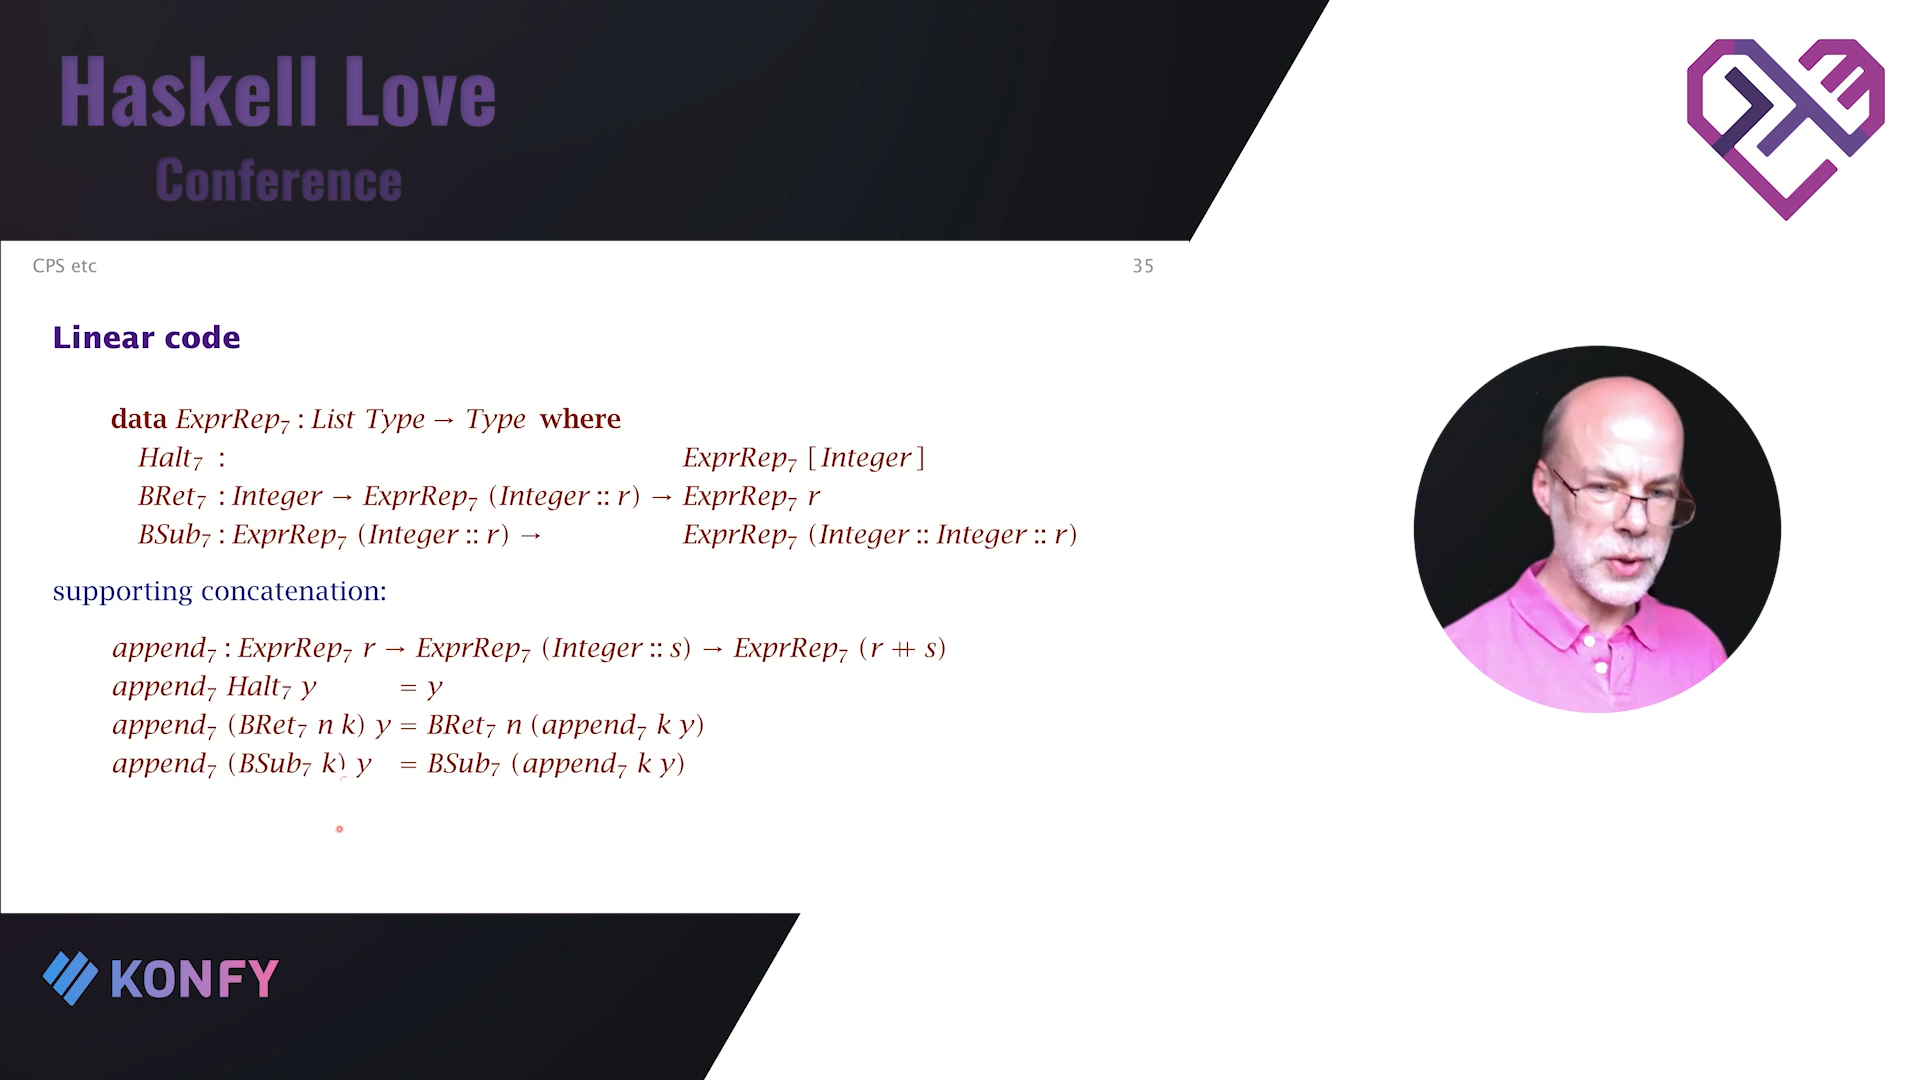 Haskell Love
Conference
CPS etc 35
Linear code
data ExprRep₇ : List Type → Type where
Halt₇ : ExprRep₇ [Integer]
BRet₇ : Integer → ExprRep₇ (Integer :: r) → ExprRep₇ r
BSub₇ : ExprRep₇ (Integer :: r) → ExprRep₇ (Integer :: Integer :: r)
supporting concatenation:
append₇ : ExprRep₇ r → ExprRep₇ (Integer :: s) → ExprRep₇ (r ++ s)
append₇ Halt₇ y = y
append₇ (BRet₇ n k) y = BRet₇ n (append₇ k y)
append₇ (BSub₇ k) y = BSub₇ (append₇ k y)
KONFY